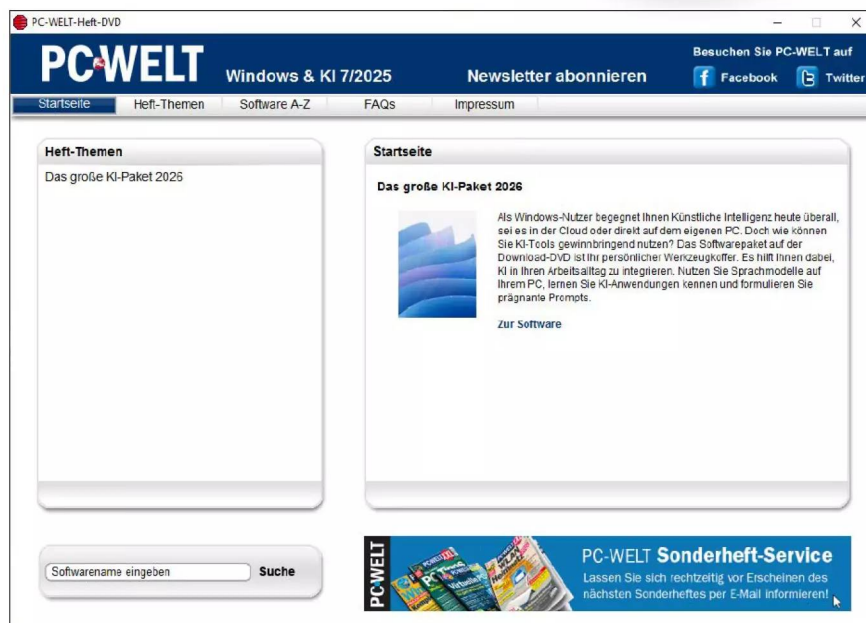 PC-WELT-Heft-DVD
PC WELT
Windows & KI 7/2025
Newsletter abonnieren
Besuchen Sie PC-WELT auf
Facebook
Twitter
Startseite
Heft-Themen
Software A-Z
FAQs
Impressum
Heft-Themen
Das große KI-Paket 2026
Startseite
Das große KI-Paket 2026
Als Windows-Nutzer begegnet Ihnen Künstliche Intelligenz heute überall,
sei es in der Cloud oder direkt auf dem eigenen PC. Doch wie können
Sie KI-Tools gewinnbringend nutzen? Das Softwarepaket auf der
Download-DVD ist Ihr persönlicher Werkzeugkoffer. Es hilft Ihnen dabei,
KI in Ihren Arbeitsalltag zu integrieren. Nutzen Sie Sprachmodelle auf
Ihrem PC, lernen Sie KI-Anwendungen kennen und formulieren Sie
prägnante Prompts.
Zur Software
Softwarename eingeben
Suche
PC WELT
PC-WELT Sonderheft-Service
Lassen Sie sich rechtzeitig vor Erscheinen des
nächsten Sonderheftes per E-Mail informieren!